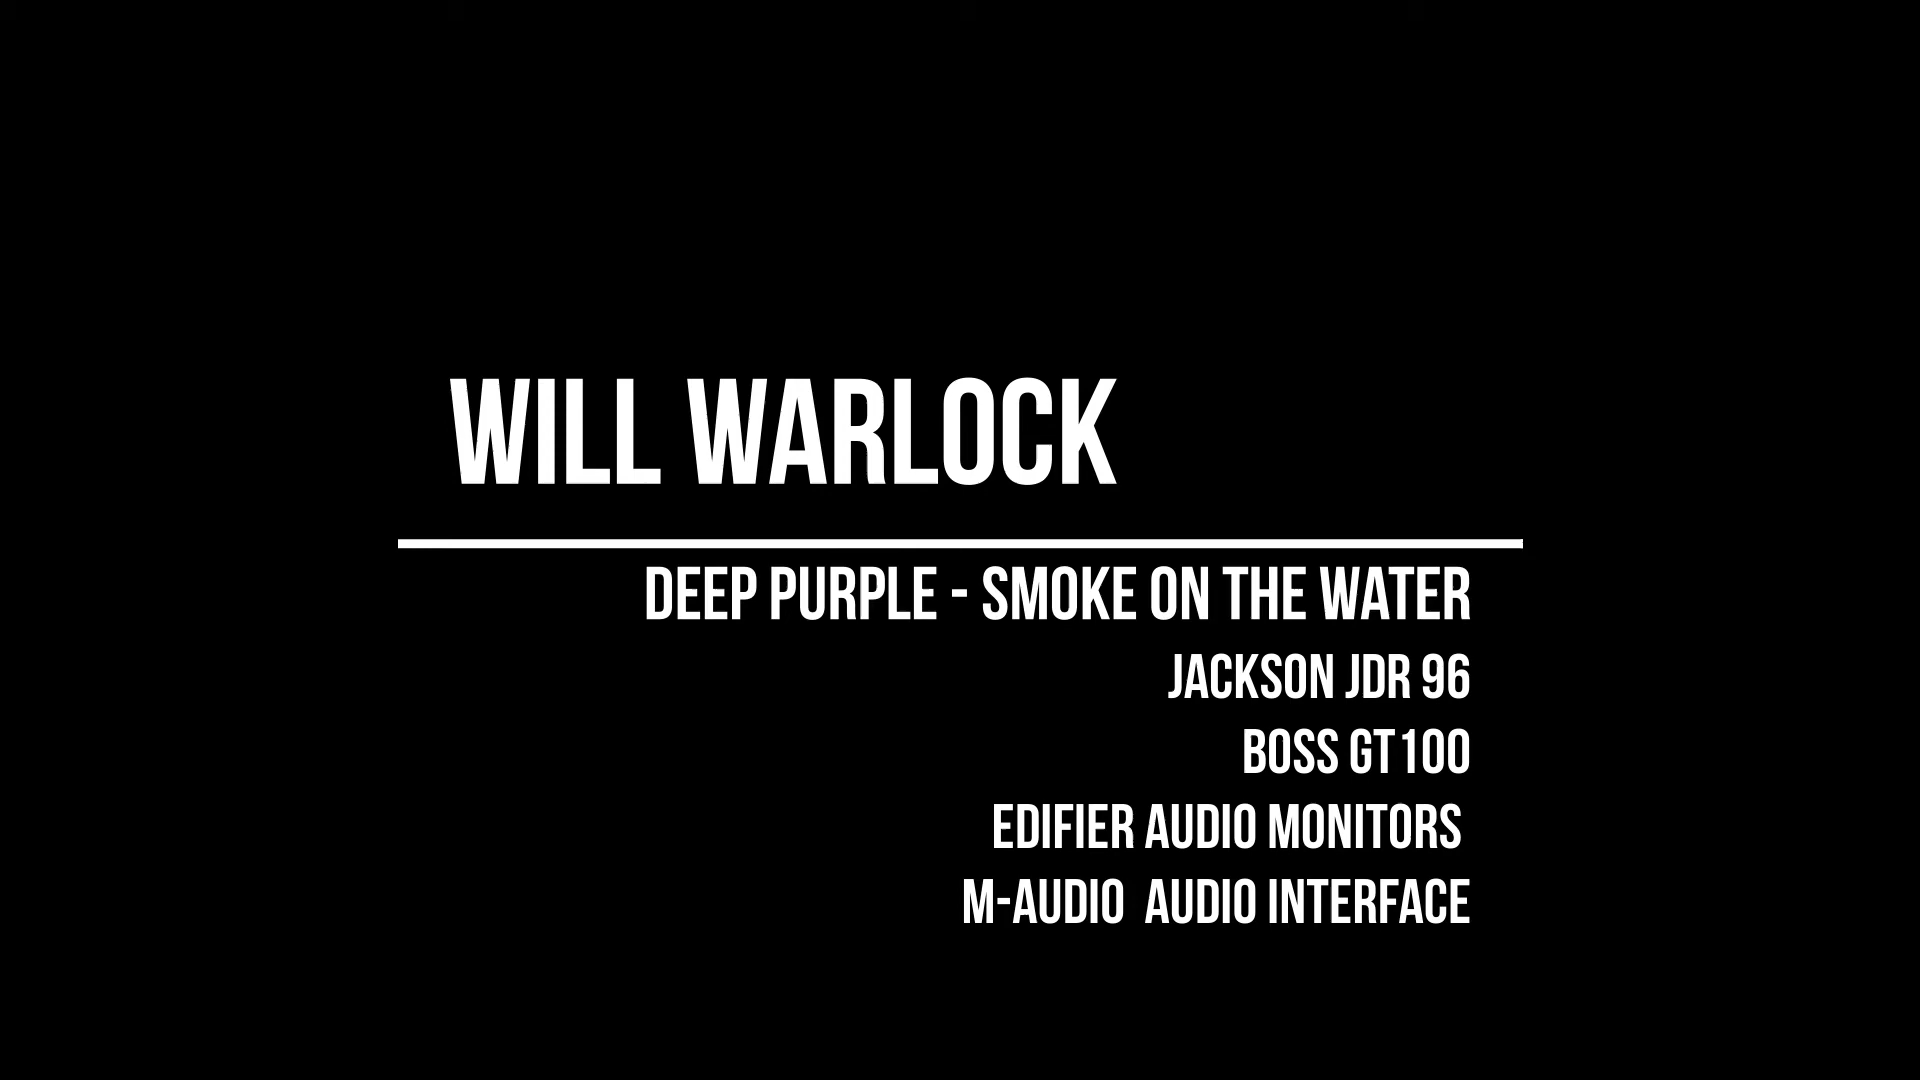 WILL WARLOCK
DEEP PURPLE - SMOKE ON THE WATER
JACKSON JDR 96
BOSS GT100
EDIFIER AUDIO MONITORS
M-AUDIO  AUDIO INTERFACE